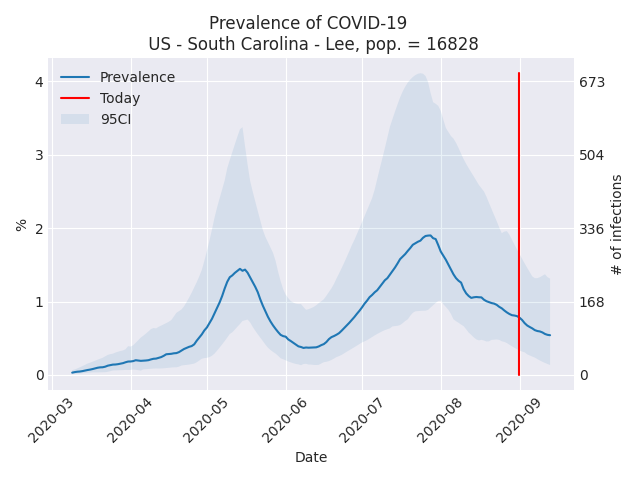 Prevalence of COVID-19
US - South Carolina - Lee, pop. = 16828
Prevalence
Today
95CI
4
3
2
1
0
%
673
504
336
168
0
# of infections
2020-03
2020-04
2020-05
2020-06
2020-07
2020-08
2020-09
Date